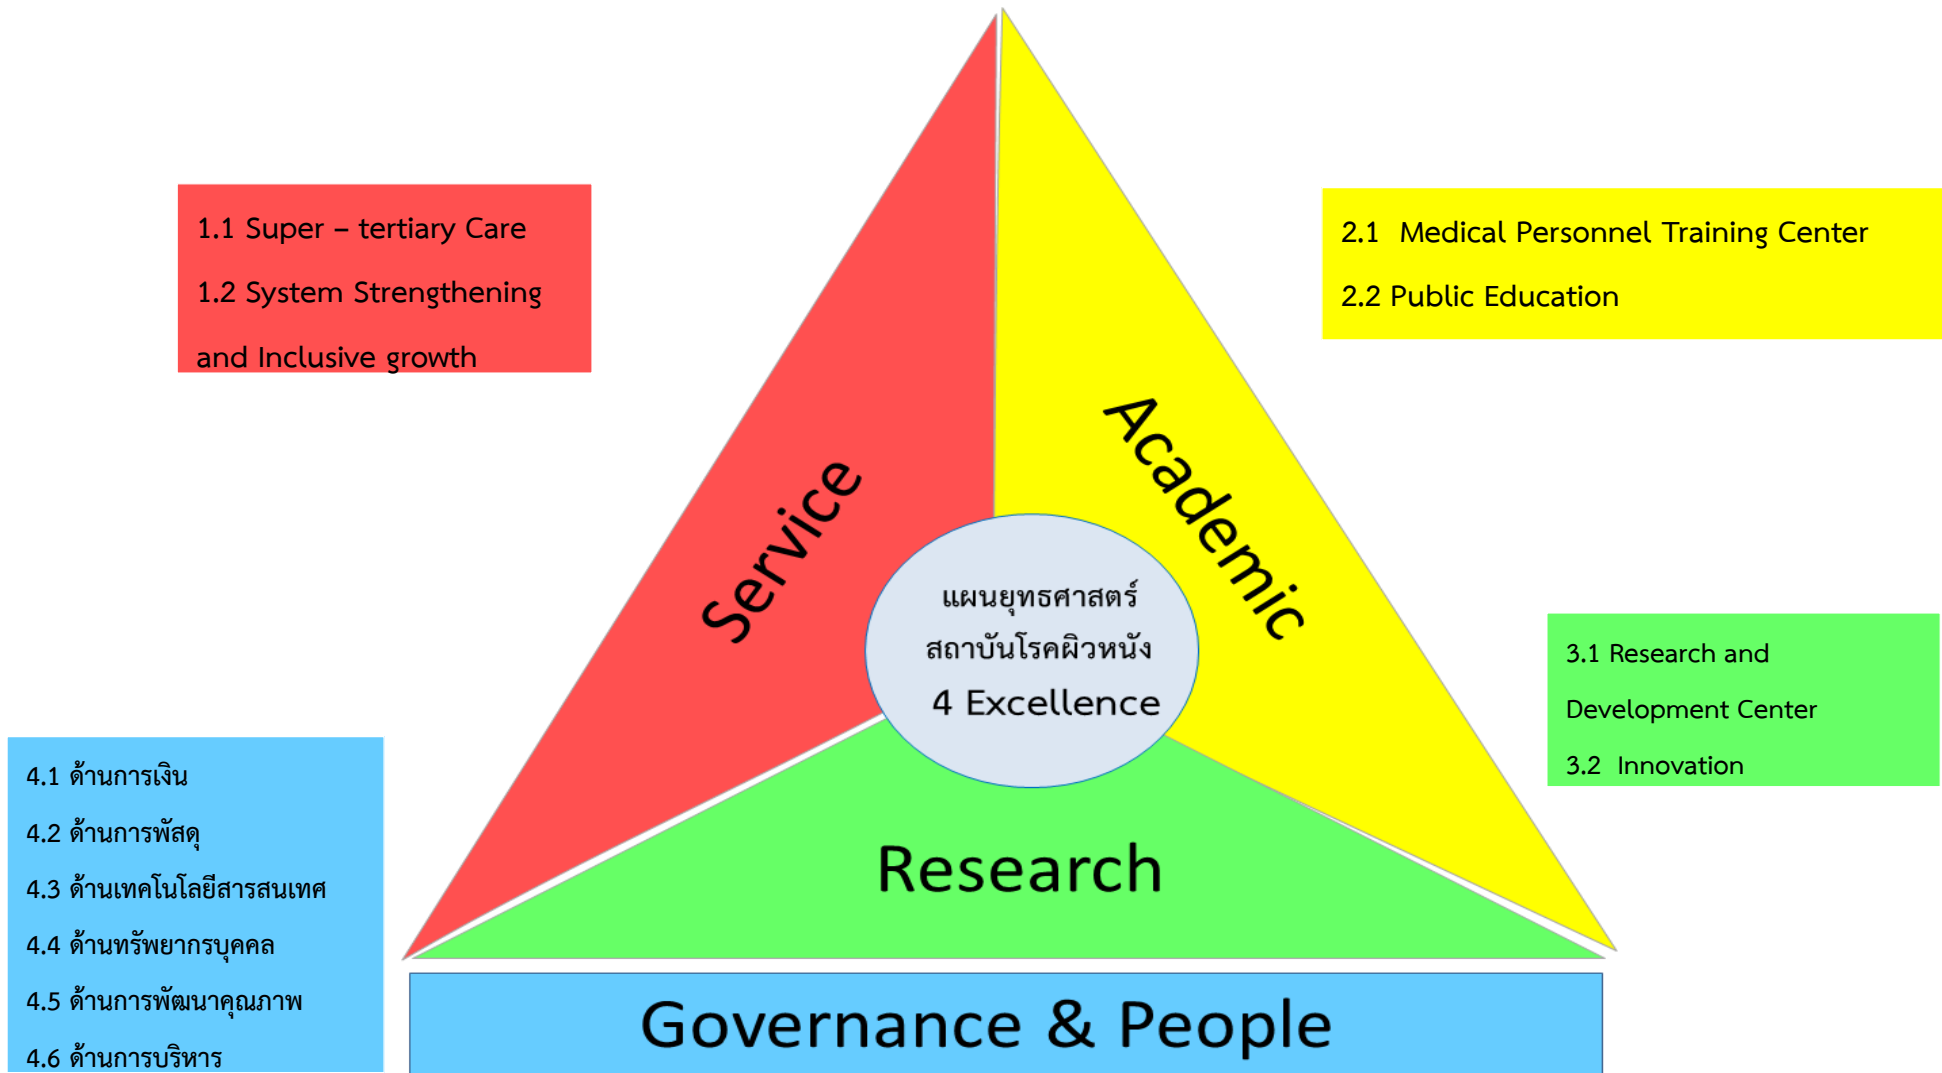 1.1 Super – tertiary Care
1.2 System Strengthening
and Inclusive growth
2.1 Medical Personnel Training Center
2.2 Public Education
Service
Academic
แผนยุทธศาสตร์
สถาบันโรคผิวหนัง
4 Excellence
3.1 Research and
Development Center
3.2 Innovation
Research
4.1 ด้านการเงิน
4.2 ด้านการพัสดุ
4.3 ด้านเทคโนโลยีสารสนเทศ
4.4 ด้านทรัพยากรบุคคล
4.5 ด้านการพัฒนาคุณภาพ
4.6 ด้านการบริหาร
Governance & People